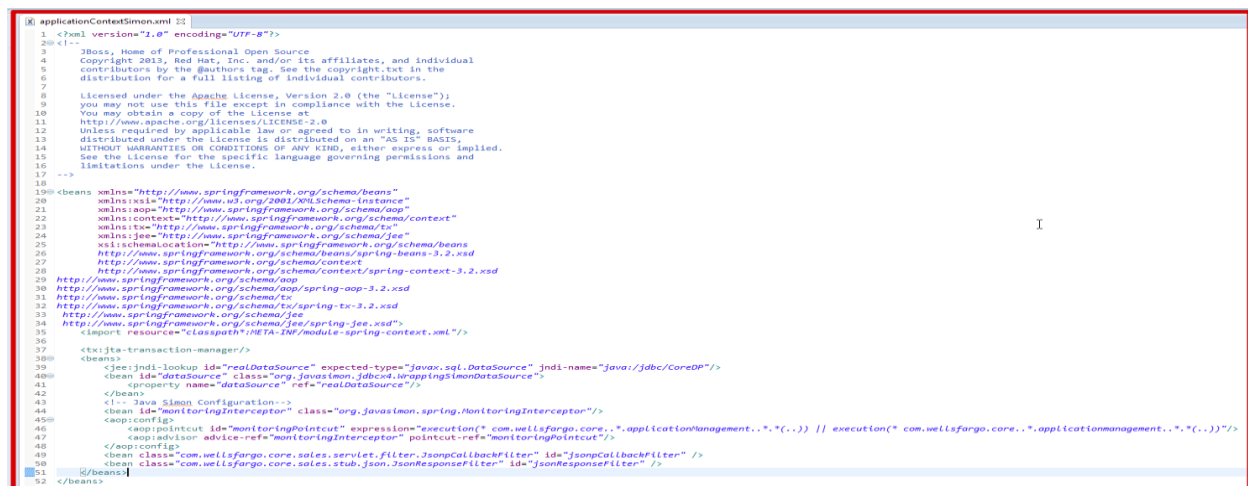 applicationContextSimon.xml
1 <?xml version="1.0" encoding="UTF-8"?>
2 <!--
3 JBoss, Home of Professional Open Source
4 Copyright 2013, Red Hat, Inc. and/or its affiliates, and individual
5 contributors by the @authors tag. See the copyright.txt in the
6 distribution for a full listing of individual contributors.
7
8 Licensed under the Apache License, Version 2.0 (the "License");
9 you may not use this file except in compliance with the License.
10 You may obtain a copy of the License at
11 http://www.apache.org/licenses/LICENSE-2.0
12 Unless required by applicable law or agreed to in writing, software
13 distributed under the License is distributed on an "AS IS" BASIS,
14 WITHOUT WARRANTIES OR CONDITIONS OF ANY KIND, either express or implied.
15 See the License for the specific language governing permissions and
16 limitations under the License.
17 -->
18
19 <beans xmlns="http://www.springframework.org/schema/beans"
20 xmlns:xsi="http://www.w3.org/2001/XMLSchema-instance"
21 xmlns:aop="http://www.springframework.org/schema/aop"
22 xmlns:context="http://www.springframework.org/schema/context"
23 xmlns:tx="http://www.springframework.org/schema/tx"
24 xmlns:jee="http://www.springframework.org/schema/jee"
25 xsi:schemaLocation="http://www.springframework.org/schema/beans
26 http://www.springframework.org/schema/beans/spring-beans-3.2.xsd
27 http://www.springframework.org/schema/context
28 http://www.springframework.org/schema/context/spring-context-3.2.xsd
29 http://www.springframework.org/schema/aop
30 http://www.springframework.org/schema/aop/spring-aop-3.2.xsd
31 http://www.springframework.org/schema/tx
32 http://www.springframework.org/schema/tx/spring-tx-3.2.xsd
33 http://www.springframework.org/schema/jee
34 http://www.springframework.org/schema/jee/spring-jee.xsd">
35 <import resource="classpath*:META-INF/module-spring-context.xml"/>
36
37 <tx:jta-transaction-manager/>
38 <beans>
39 <jee:jndi-lookup id="realDataSource" expected-type="javax.sql.DataSource" jndi-name="java:/jdbc/CoreDP"/>
40 <bean id="dataSource" class="org.javasimon.jdbcx4.WrappingSimonDataSource">
41 <property name="dataSource" ref="realDataSource"/>
42 </bean>
43 <!-- Java Simon Configuration-->
44 <bean id="monitoringInterceptor" class="org.javasimon.spring.MonitoringInterceptor"/>
45 <aop:config>
46 <aop:pointcut id="monitoringPointcut" expression="execution(* com.wellsfargo.core..*.applicationManagement..*.*(..)) || execution(* com.wellsfargo.core..*.applicationmanagement..*.*(..))"/>
47 <aop:advisor advice-ref="monitoringInterceptor" pointcut-ref="monitoringPointcut"/>
48 </aop:config>
49 <bean class="com.wellsfargo.core.sales.servlet.filter.JsonpCallbackFilter" id="jsonpCallbackFilter" />
50 <bean class="com.wellsfargo.core.sales.stub.json.JsonResponseFilter" id="jsonResponseFilter" />
51 </beans>
52 </beans>